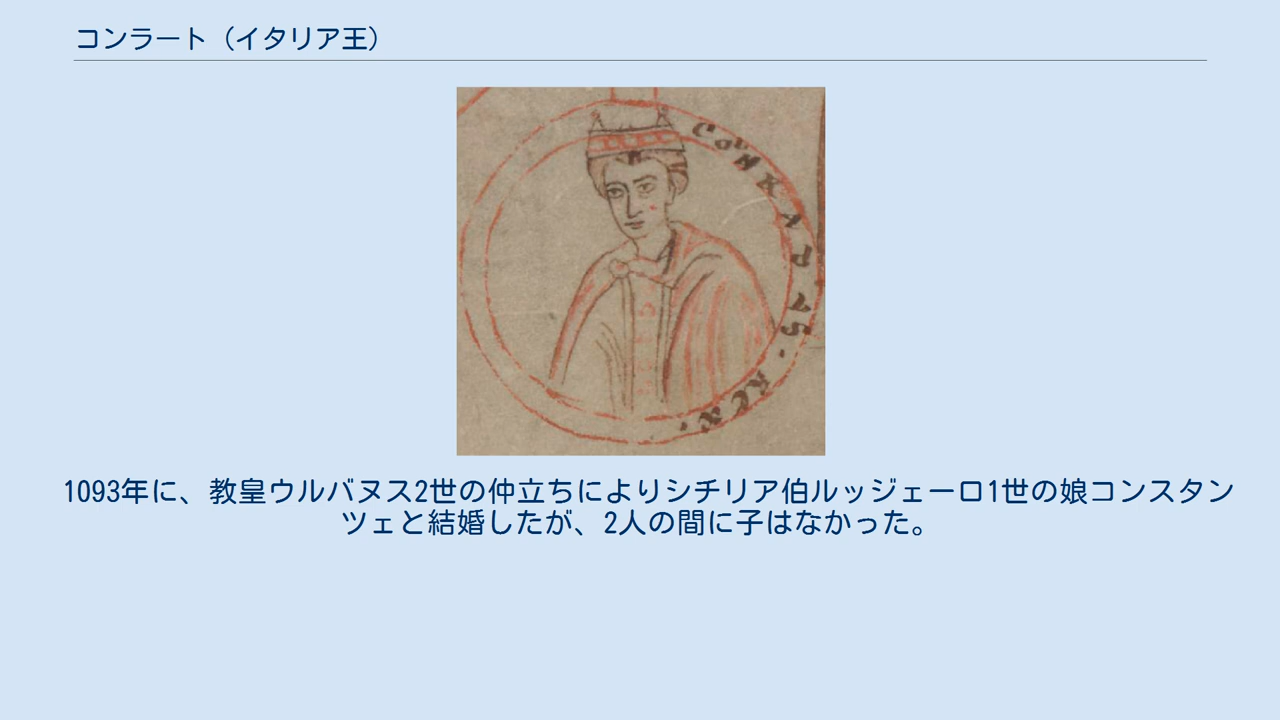 コンラート（イタリア王）
COUNRADUS · REX ·
1093年に、教皇ウルバヌス2世の仲立ちによりシチリア伯ルッジェーロ1世の娘コンスタン
ツェと結婚したが、2人の間に子はなかった。